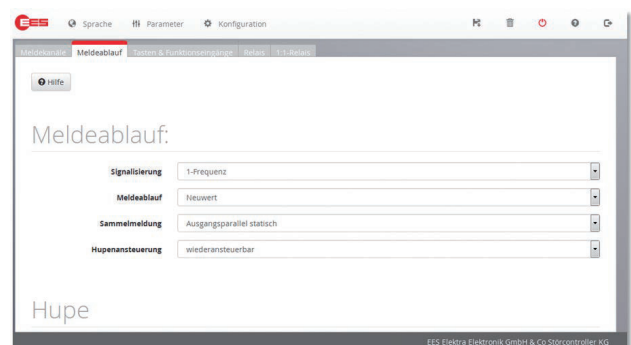 EES Sprache Parameter Konfiguration
Meldekanäle Meldeablauf Tasten & Funktionseingänge Relais 1:1-Relais
Hilfe
Meldeablauf:
Signalisierung 1-Frequenz
Meldeablauf Neuwert
Sammelmeldung Ausgangsparallel statisch
Hupenansteuerung wiederansteuerbar
Hupe
EES Elektra Elektronik GmbH & Co Störcontroller KG